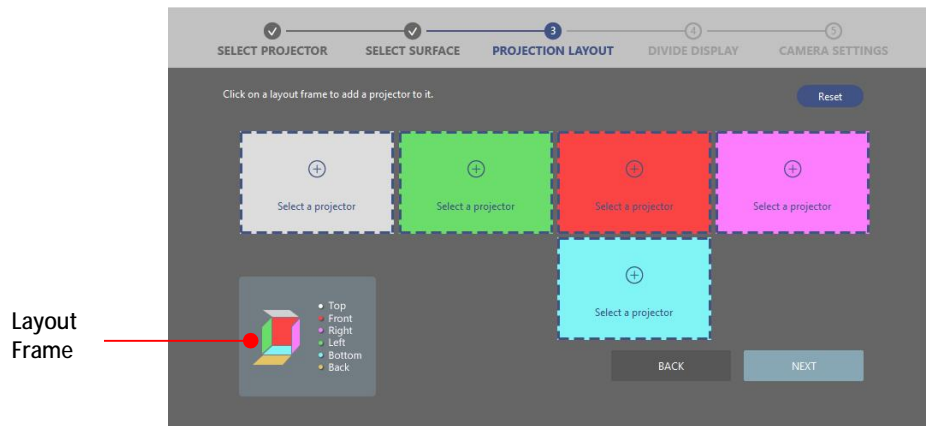 3 4 5
SELECT PROJECTOR SELECT SURFACE PROJECTION LAYOUT DIVIDE DISPLAY CAMERA SETTINGS
Click on a layout frame to add a projector to it. Reset
Select a projector Select a projector Select a projector Select a projector
Select a projector
Top
Front
Right
Left
Bottom
Back
Layout
Frame
BACK NEXT